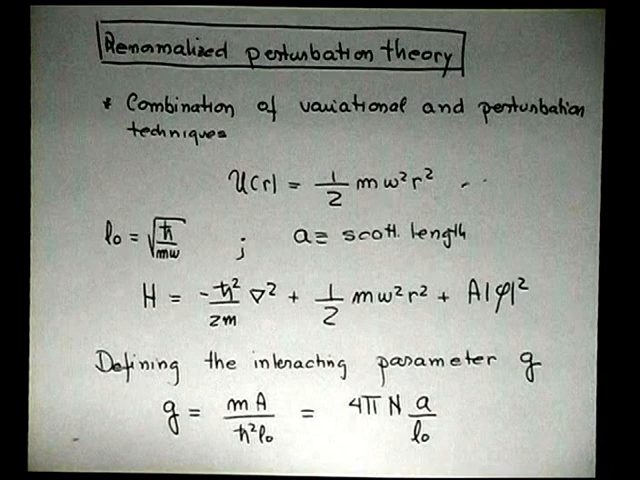 Renormalized perturbation theory
* Combination of variational and perturbation
techniques
U(r) = 1/2 mω²r² ...
l₀ = √(ħ/mω) ; a ≡ scatt. length
H = -ħ²/2m ∇² + 1/2 mω²r² + A|φ|²
Defining the interacting parameter g
g = mA/ħ²l₀ = 4πN a/l₀